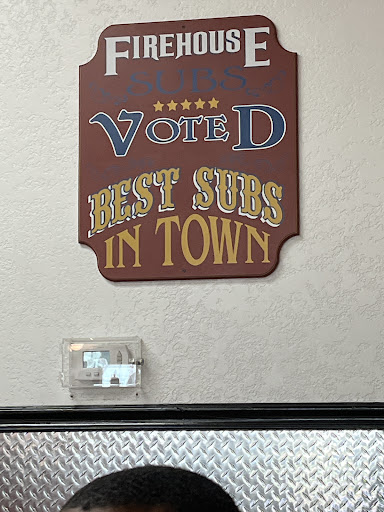 FIREHOUSE
SUBS
VOTED
BEST SUBS
IN TOWN